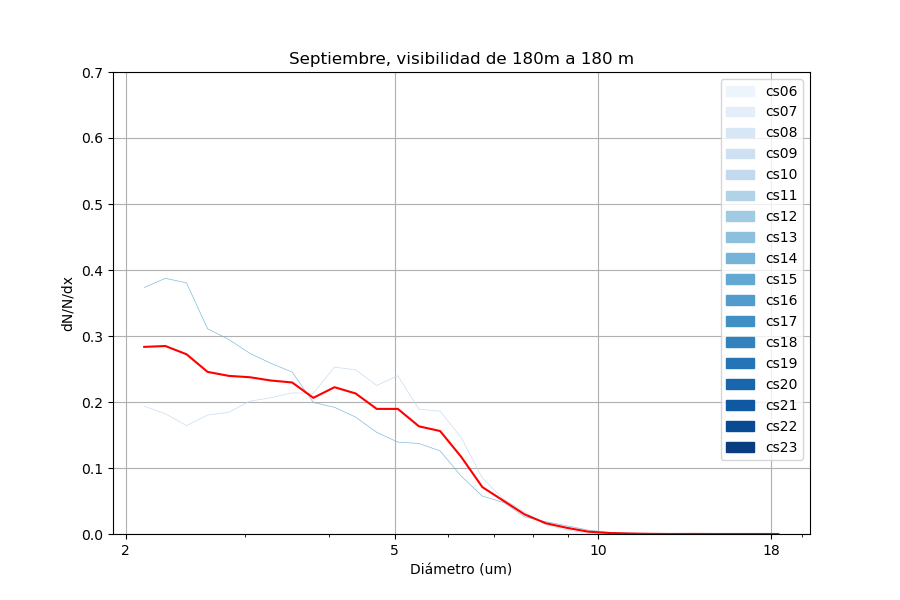 Septiembre, visibilidad de 180m a 180 m
dN/N/dx
0.7
0.6
0.5
0.4
0.3
0.2
0.1
0.0
2
5
10
18
Diámetro (um)
cs06
cs07
cs08
cs09
cs10
cs11
cs12
cs13
cs14
cs15
cs16
cs17
cs18
cs19
cs20
cs21
cs22
cs23